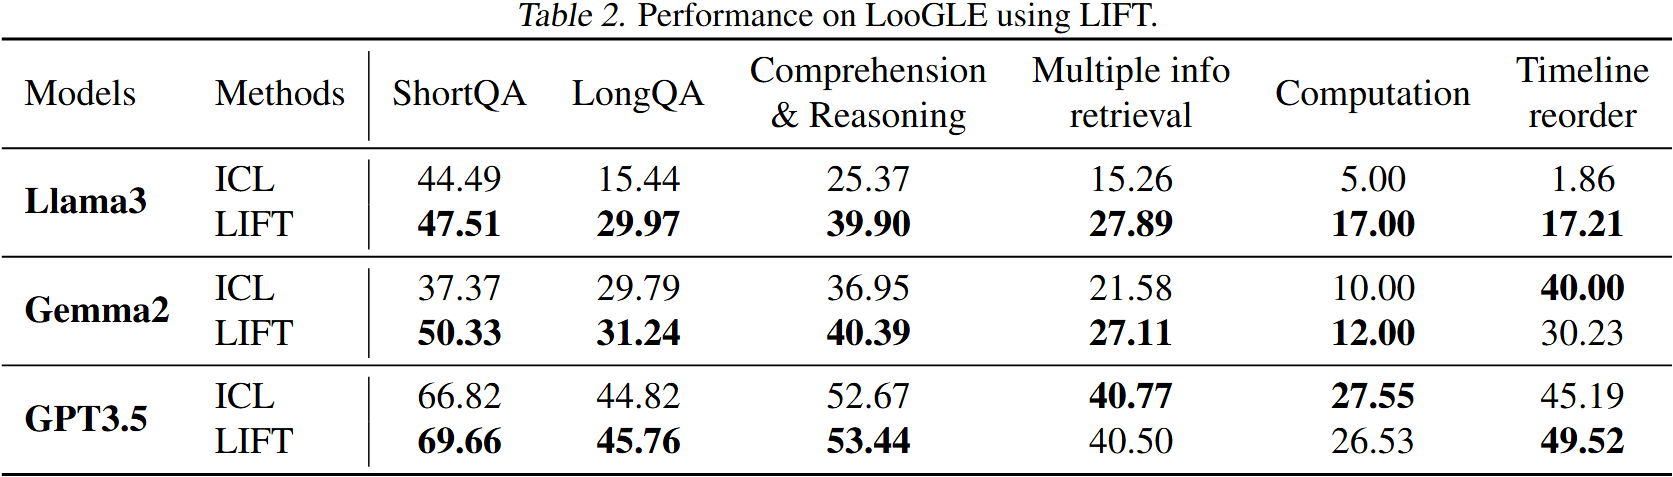 Table 2. Performance on LooGLE using LIFT.
Models Methods ShortQA LongQA Comprehension & Reasoning Multiple info retrieval Computation Timeline reorder
Llama3 ICL 44.49 15.44 25.37 15.26 5.00 1.86
LIFT 47.51 29.97 39.90 27.89 17.00 17.21
Gemma2 ICL 37.37 29.79 36.95 21.58 10.00 40.00
LIFT 50.33 31.24 40.39 27.11 12.00 30.23
GPT3.5 ICL 66.82 44.82 52.67 40.77 27.55 45.19
LIFT 69.66 45.76 53.44 40.50 26.53 49.52